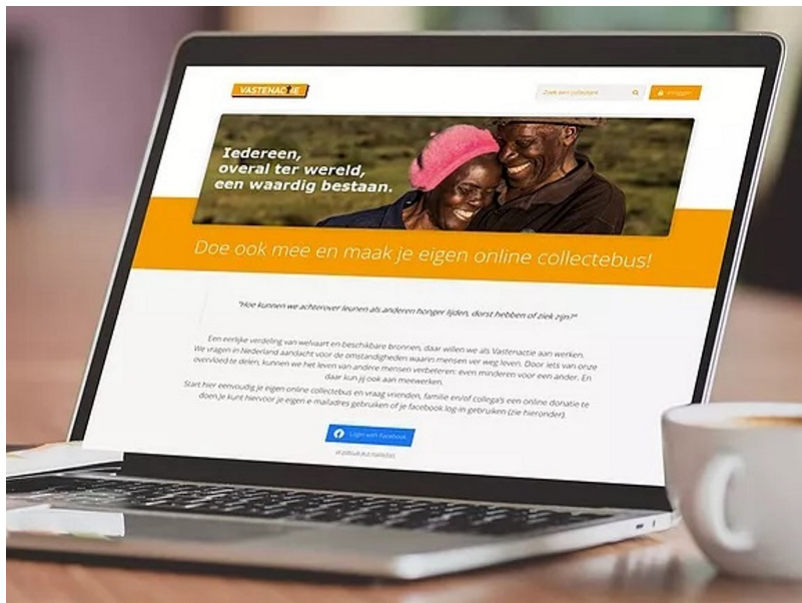 VASTENACTIE
Zoek een collectant
Inloggen
Iedereen,
overal ter wereld,
een waardig bestaan.
Doe ook mee en maak je eigen online collectebus!
"Hoe kunnen we achterover leunen als anderen honger lijden, dorst hebben of ziek zijn?"
Een eerlijke verdeling van welvaart en beschikbare bronnen, daar willen we als Vastenactie aan werken.
We vragen in Nederland aandacht voor de omstandigheden waarin mensen ver weg leven. Door iets van onze
overvloed te delen, kunnen we het leven van andere mensen verbeteren: even minderen voor een ander. En
daar kun jij ook aan meewerken.
Start hier eenvoudig je eigen online collectebus en vraag vrienden, familie en/of collega's een online donatie te
doen.Je kunt hiervoor je eigen e-mailadres gebruiken of je facebook log-in gebruiken (zie hieronder).
Login with Facebook